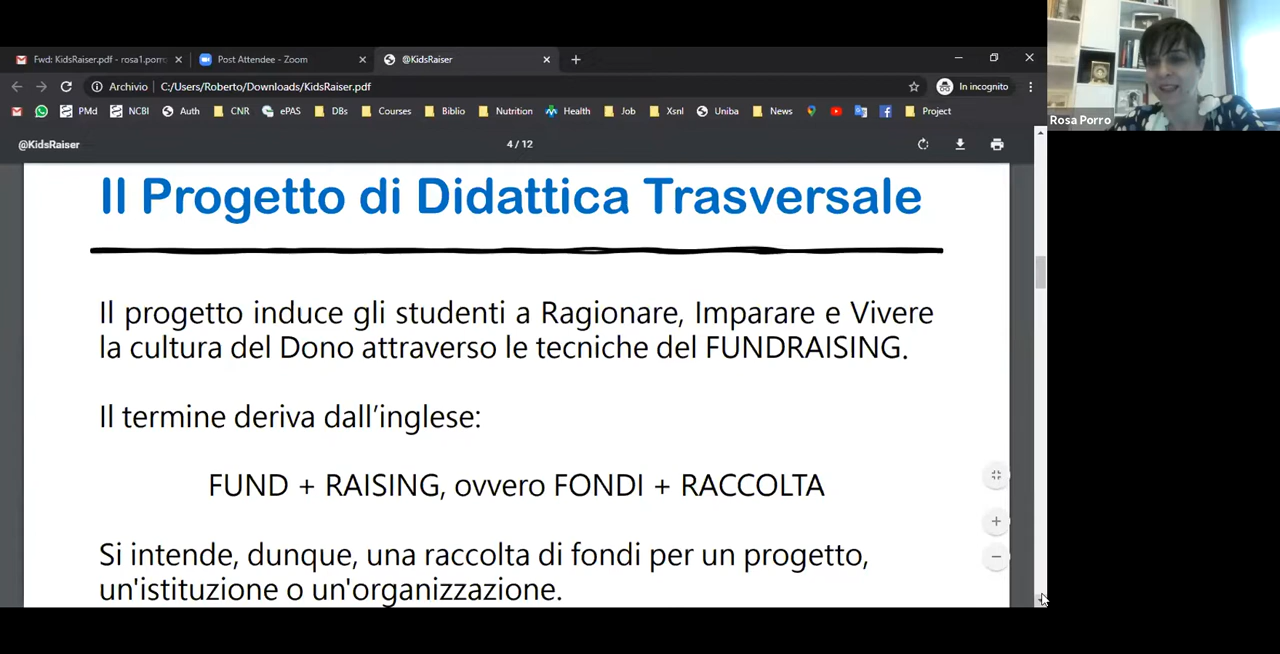 Fwd: KidsRaiser.pdf - rosa1.porro
Post Attendee - Zoom
@KidsRaiser
Archivio C:/Users/Roberto/Downloads/KidsRaiser.pdf
In incognito
PMd NCBI Auth CNR ePAS DBs Courses Biblio Nutrition Health Job Xsnl Uniba News Project
@KidsRaiser 4 / 12
Rosa Porro
Il Progetto di Didattica Trasversale
Il progetto induce gli studenti a Ragionare, Imparare e Vivere
la cultura del Dono attraverso le tecniche del FUNDRAISING.
Il termine deriva dall'inglese:
FUND + RAISING, ovvero FONDI + RACCOLTA
Si intende, dunque, una raccolta di fondi per un progetto,
un'istituzione o un'organizzazione.